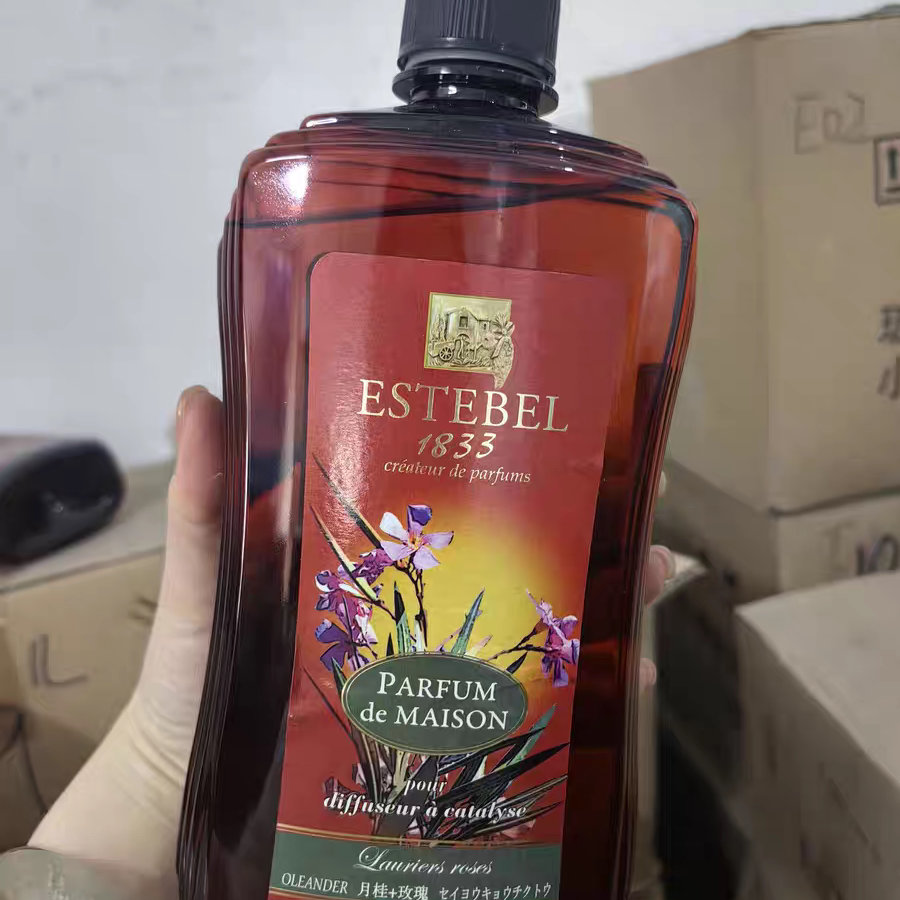 ESTEBEL
1833
créateur de parfums
PARFUM
de MAISON
pour
diffuseur à catalyse
Lauriers roses
OLEANDER 月桂+玫瑰 セイヨウキョウチクトウ
1L